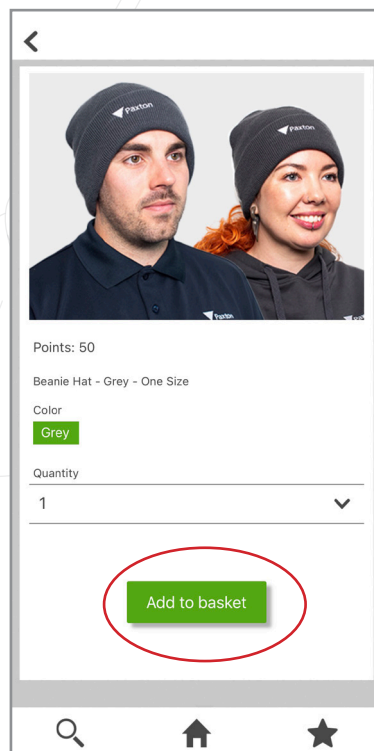 Paxton
Paxton
Paxton
Points: 50
Beanie Hat - Grey - One Size
Color
Grey
Quantity
1
Add to basket